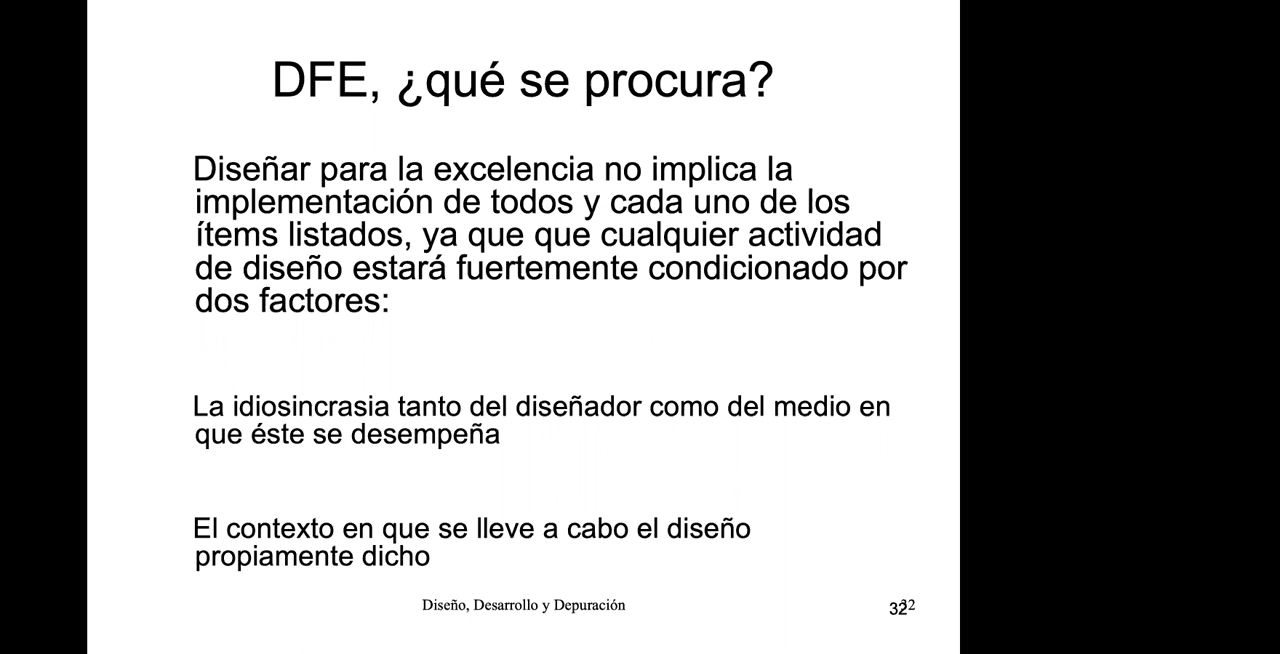 DFE, ¿qué se procura?
Diseñar para la excelencia no implica la
implementación de todos y cada uno de los
ítems listados, ya que que cualquier actividad
de diseño estará fuertemente condicionado por
dos factores:
La idiosincrasia tanto del diseñador como del medio en
que éste se desempeña
El contexto en que se lleve a cabo el diseño
propiamente dicho
Diseño, Desarrollo y Depuración
32
32